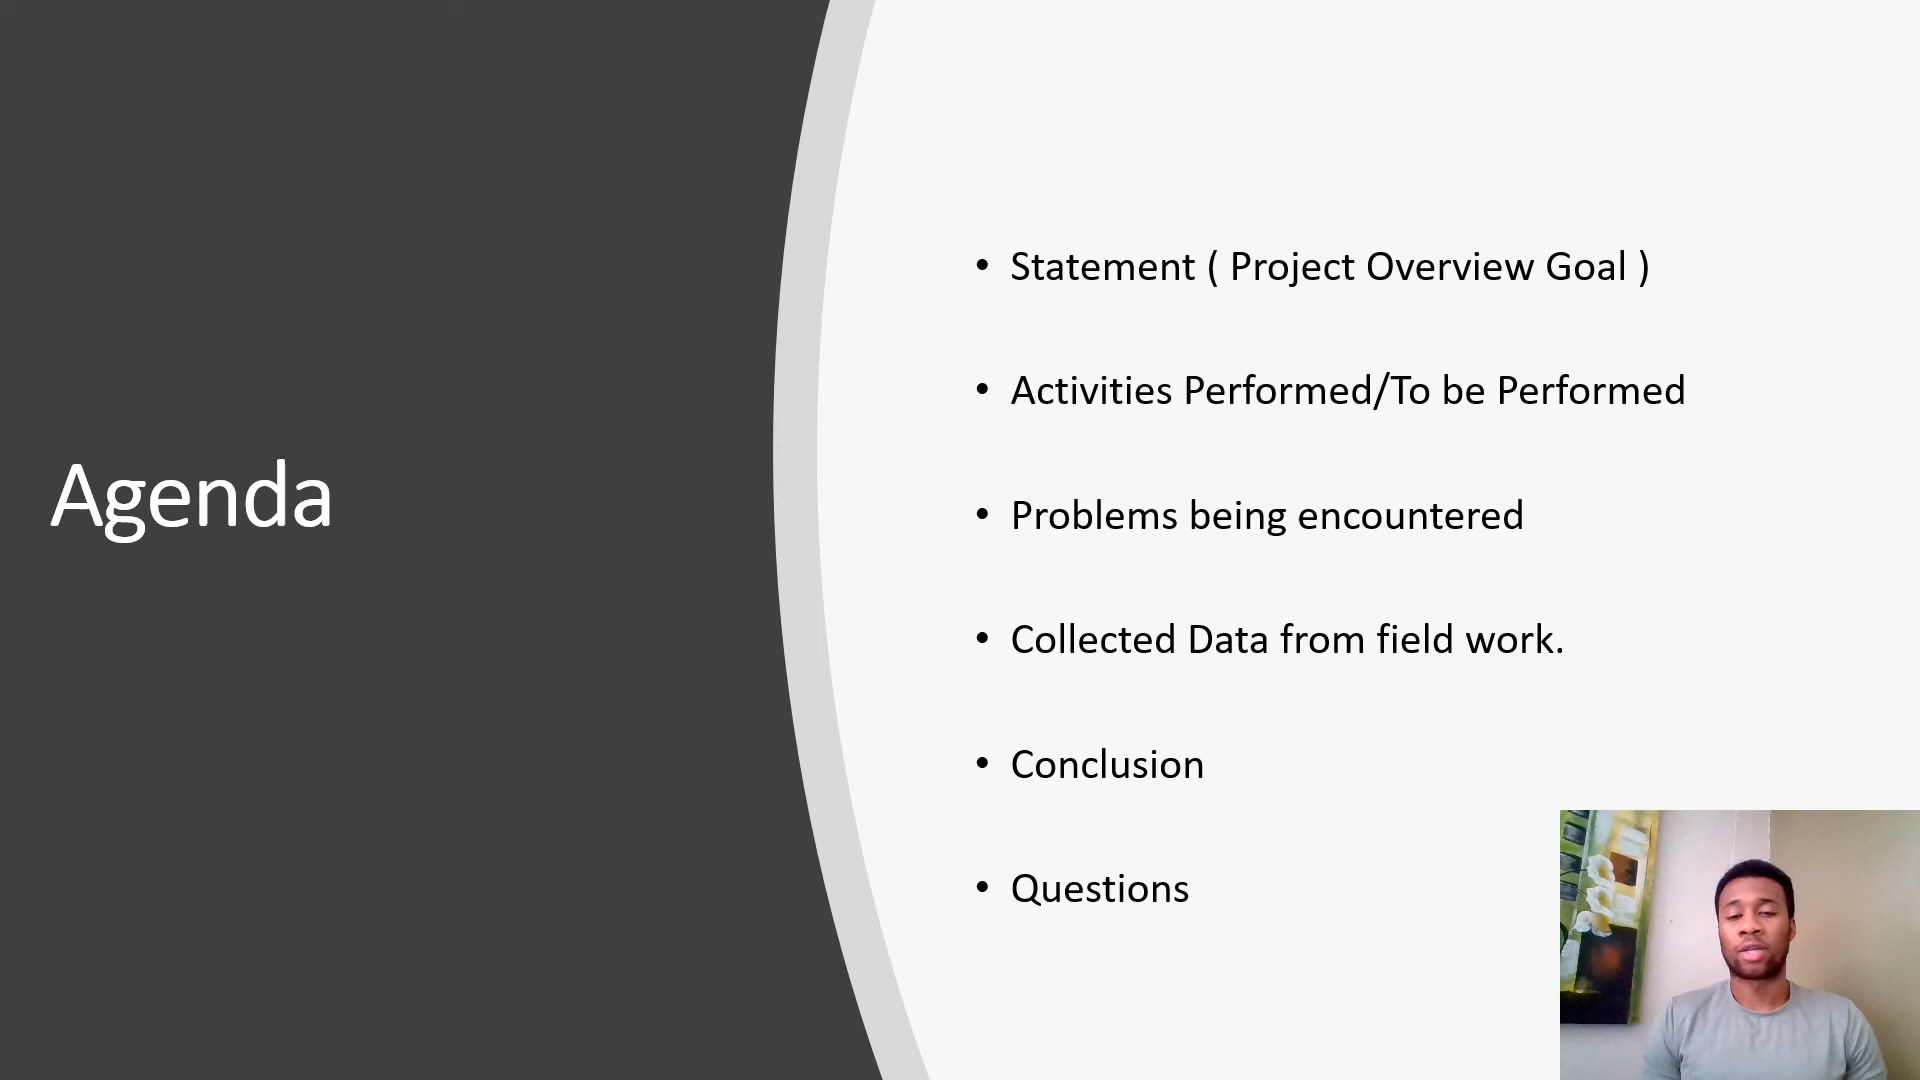 Agenda
• Statement ( Project Overview Goal )
• Activities Performed/To be Performed
• Problems being encountered
• Collected Data from field work.
• Conclusion
• Questions